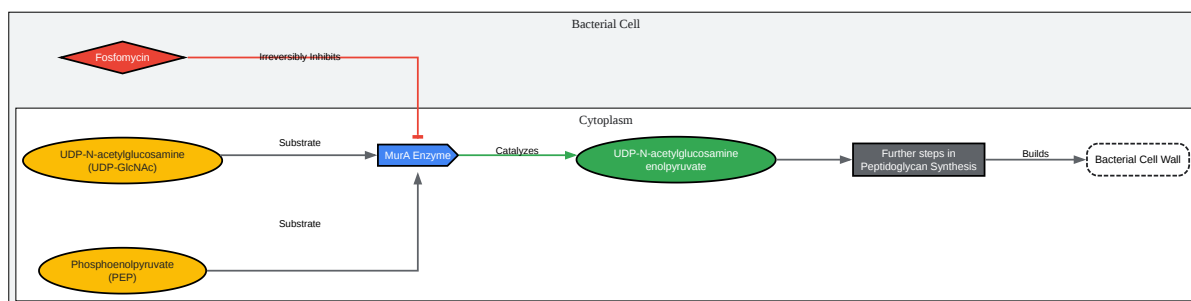 Bacterial Cell
Fosfomycin
Irreversibly Inhibits
Cytoplasm
UDP-N-acetylglucosamine
(UDP-GlcNAc)
Substrate
MurA Enzyme
Catalyzes
UDP-N-acetylglucosamine
enolpyruvate
Further steps in
Peptidoglycan Synthesis
Builds
Bacterial Cell Wall
Substrate
Phosphoenolpyruvate
(PEP)